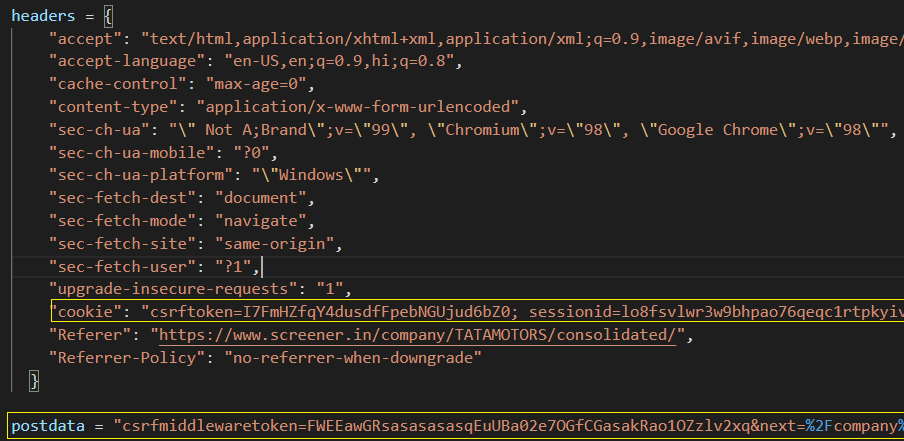 headers = {
"accept": "text/html,application/xhtml+xml,application/xml;q=0.9,image/avif,image/webp,image/
"accept-language": "en-US,en;q=0.9,hi;q=0.8",
"cache-control": "max-age=0",
"content-type": "application/x-www-form-urlencoded",
"sec-ch-ua": "\" Not A;Brand\";v=\"99\", \"Chromium\";v=\"98\", \"Google Chrome\";v=\"98\"",
"sec-ch-ua-mobile": "?0",
"sec-ch-ua-platform": "\"Windows\"",
"sec-fetch-dest": "document",
"sec-fetch-mode": "navigate",
"sec-fetch-site": "same-origin",
"sec-fetch-user": "?1",
"upgrade-insecure-requests": "1",
"cookie": "csrftoken=I7FmHZfqY4dusdfFpebNGUjud6bZ0; sessionid=lo8fsvlwr3w9bhpao76qeqc1rtpkyiv
"Referer": "https://www.screener.in/company/TATAMOTORS/consolidated/",
"Referrer-Policy": "no-referrer-when-downgrade"
}
postdata = "csrfmiddlewaretoken=FWEEawGRsasasasasqEuUBa02e7OGfCGasakRao1OZzlv2xq&next=%2Fcompany%